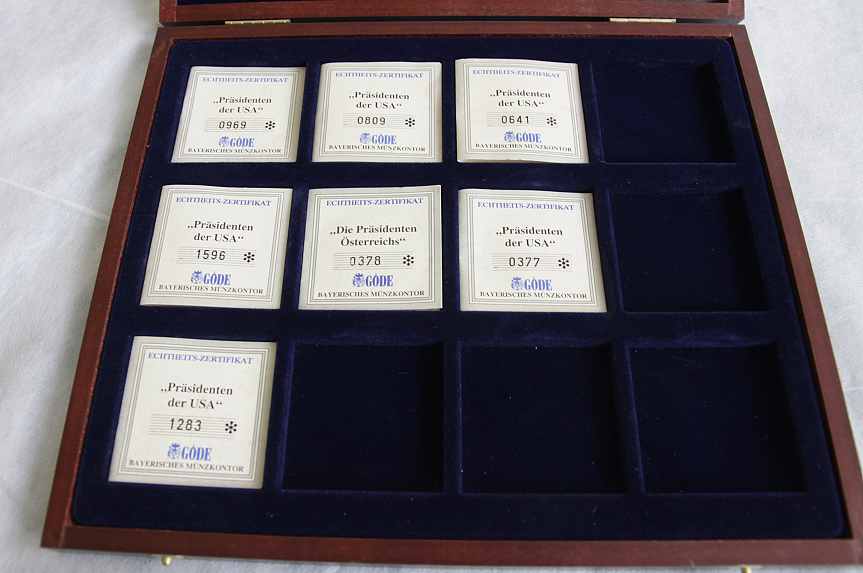 ECHTHEITS-ZERTIFIKAT
„Präsidenten
der USA“
0969 ✻
GÖDE
BAYERISCHES MÜNZKONTOR
ECHTHEITS-ZERTIFIKAT
„Präsidenten
der USA“
0809 ✻
GÖDE
BAYERISCHES MÜNZKONTOR
ECHTHEITS-ZERTIFIKAT
„Präsidenten
der USA“
0641 ✻
GÖDE
BAYERISCHES MÜNZKONTOR
ECHTHEITS-ZERTIFIKAT
„Präsidenten
der USA“
1596 ✻
GÖDE
BAYERISCHES MÜNZKONTOR
ECHTHEITS-ZERTIFIKAT
„Die Präsidenten
Österreichs“
0378 ✻
GÖDE
BAYERISCHES MÜNZKONTOR
ECHTHEITS-ZERTIFIKAT
„Präsidenten
der USA“
0377 ✻
GÖDE
BAYERISCHES MÜNZKONTOR
ECHTHEITS-ZERTIFIKAT
„Präsidenten
der USA“
1283 ✻
GÖDE
BAYERISCHES MÜNZKONTOR